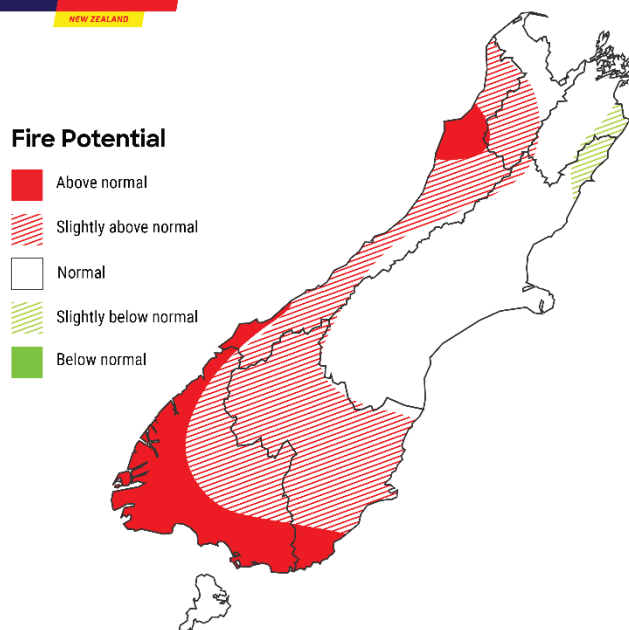 NEW ZEALAND
Fire Potential
Above normal
Slightly above normal
Normal
Slightly below normal
Below normal